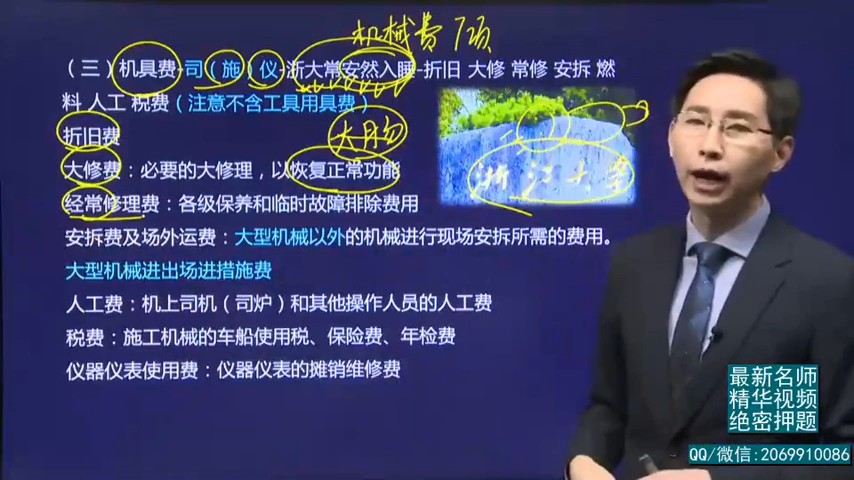 机械费7项
（三）机具费-司（施）仪-浙大常安然入睡-折旧 大修 常修 安拆 燃
料 人工 税费（注意不含工具用具费）
折旧费
大修费：必要的大修理，以恢复正常功能
经常修理费：各级保养和临时故障排除费用
浙江大学
安拆费及场外运费：大型机械以外的机械进行现场安拆所需的费用。
大型机械进出场进措施费
人工费：机上司机（司炉）和其他操作人员的人工费
税费：施工机械的车船使用税、保险费、年检费
仪器仪表使用费：仪器仪表的摊销维修费
最新名师
精华视频
绝密押题
QQ/微信:2069910086